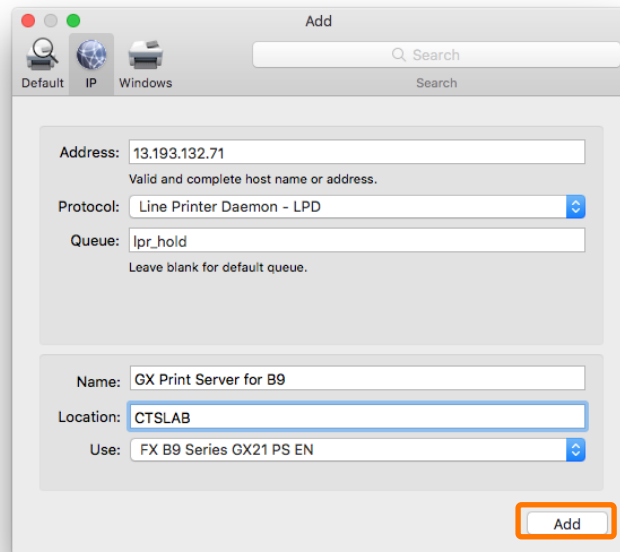 Add
Search
Default IP Windows Search
Address: 13.193.132.71
Valid and complete host name or address.
Protocol: Line Printer Daemon - LPD
Queue: lpr_hold
Leave blank for default queue.
Name: GX Print Server for B9
Location: CTSLAB
Use: FX B9 Series GX21 PS EN
Add